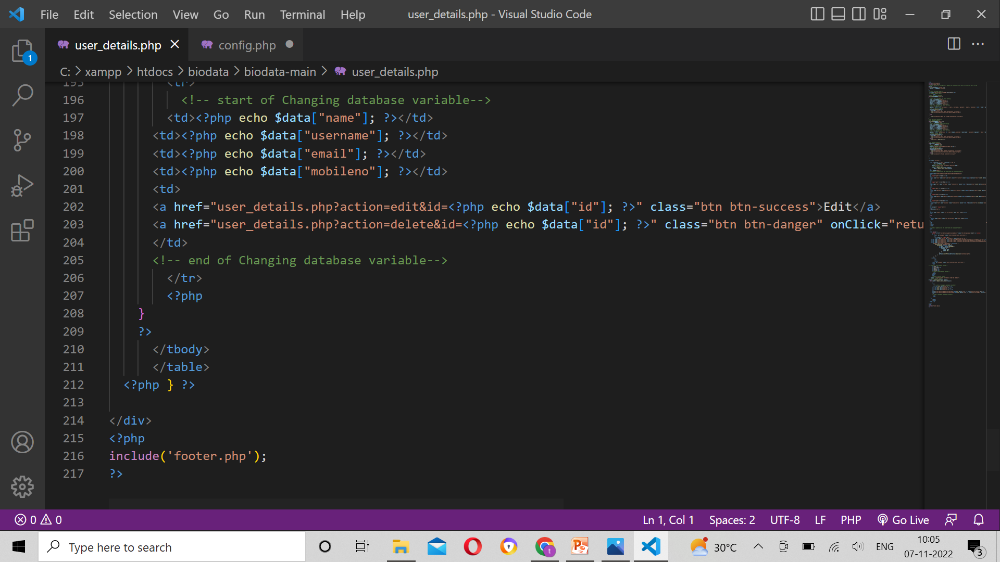 File Edit Selection View Go Run Terminal Help user_details.php - Visual Studio Code
user_details.php config.php
1
C: > xampp > htdocs > biodata > biodata-main > user_details.php
195 <tr>
196 <!-- start of Changing database variable-->
197 <td><?php echo $data["name"]; ?></td>
198 <td><?php echo $data["username"]; ?></td>
199 <td><?php echo $data["email"]; ?></td>
200 <td><?php echo $data["mobileno"]; ?></td>
201 <td>
202 <a href="user_details.php?action=edit&id=<?php echo $data["id"]; ?>" class="btn btn-success">Edit</a>
203 <a href="user_details.php?action=delete&id=<?php echo $data["id"]; ?>" class="btn btn-danger" onClick="retu
204 </td>
205 <!-- end of Changing database variable-->
206 </tr>
207 <?php
208 }
209 ?>
210 </tbody>
211 </table>
212 <?php } ?>
213
214 </div>
215 <?php
216 include('footer.php');
217 ?>
0 0 Ln 1, Col 1 Spaces: 2 UTF-8 LF PHP Go Live
Type here to search 30°C ENG 10:05
07-11-2022 3